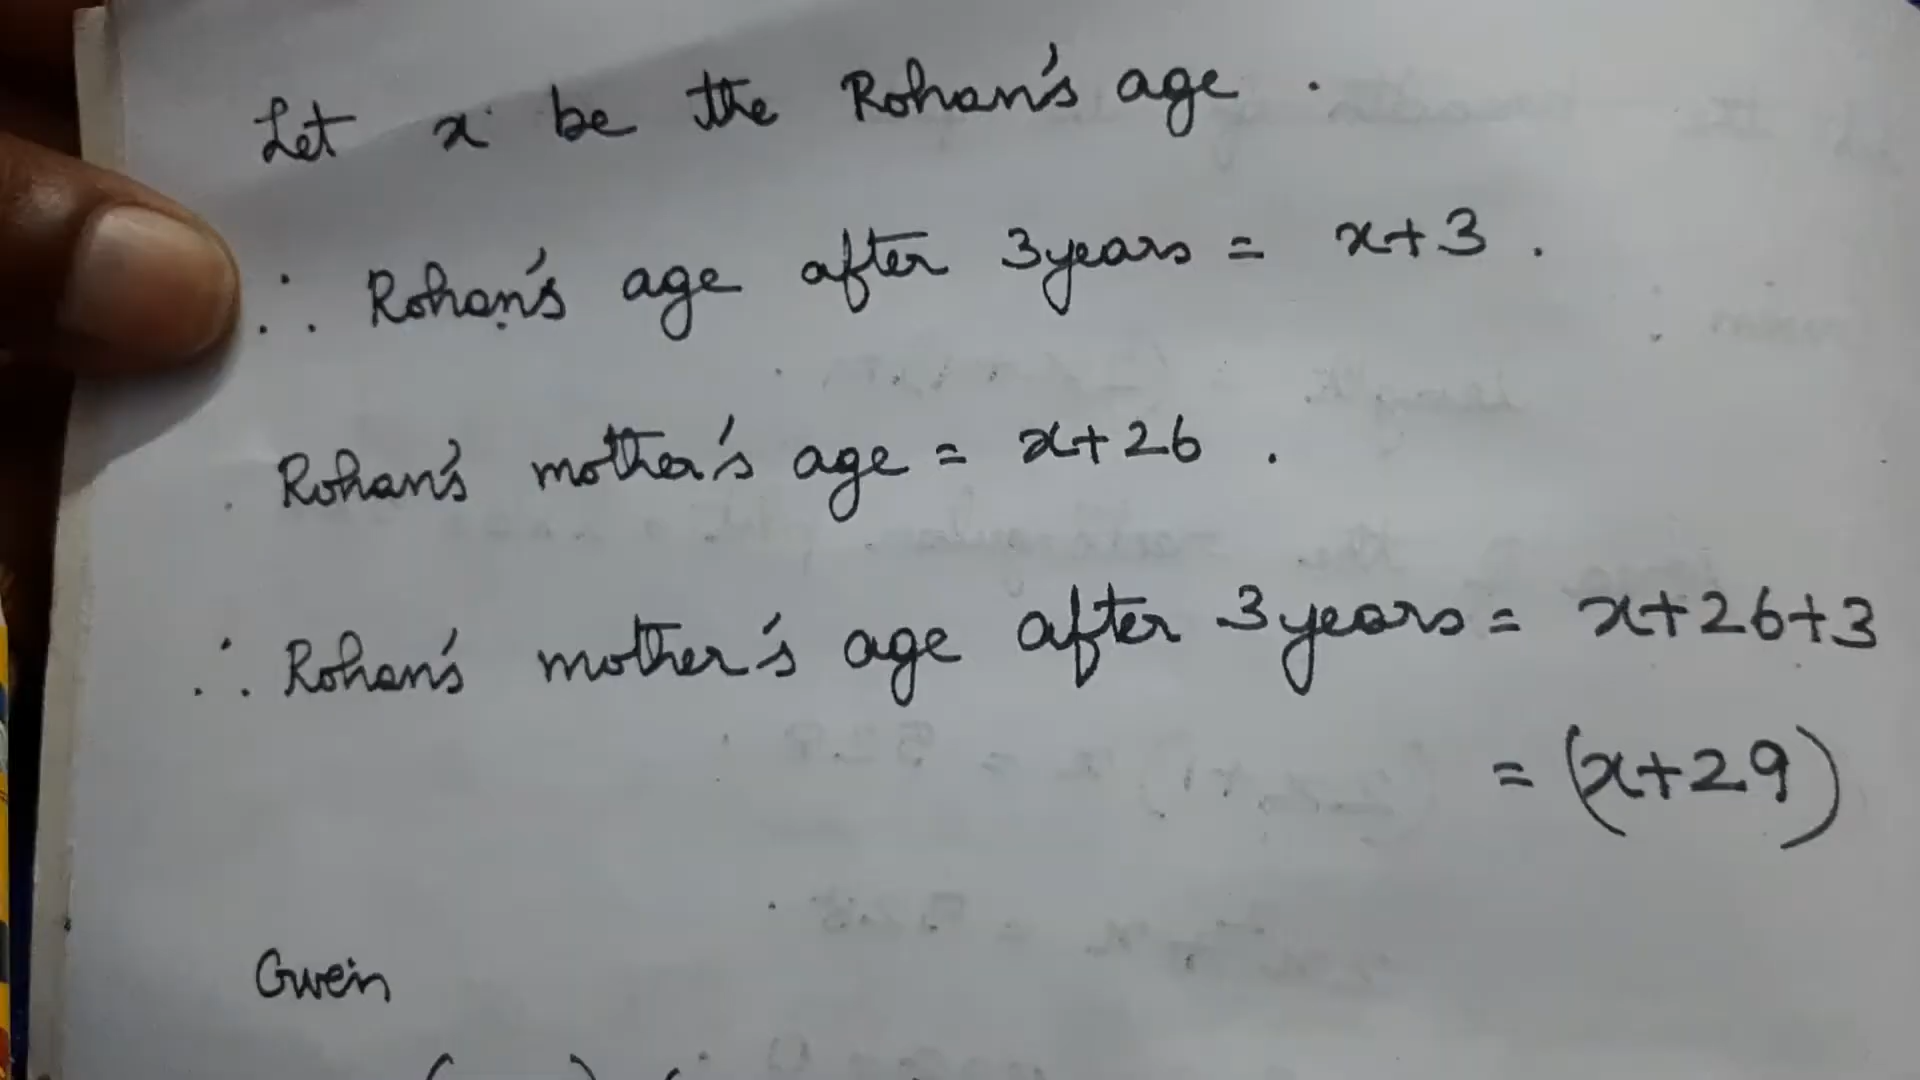 Let x be the Rohan's age .
∴ Rohan's age after 3 years = x+3 .
Rohan's mother's age = x+26 .
∴ Rohan's mother's age after 3 years = x+26+3
= (x+29)
Given